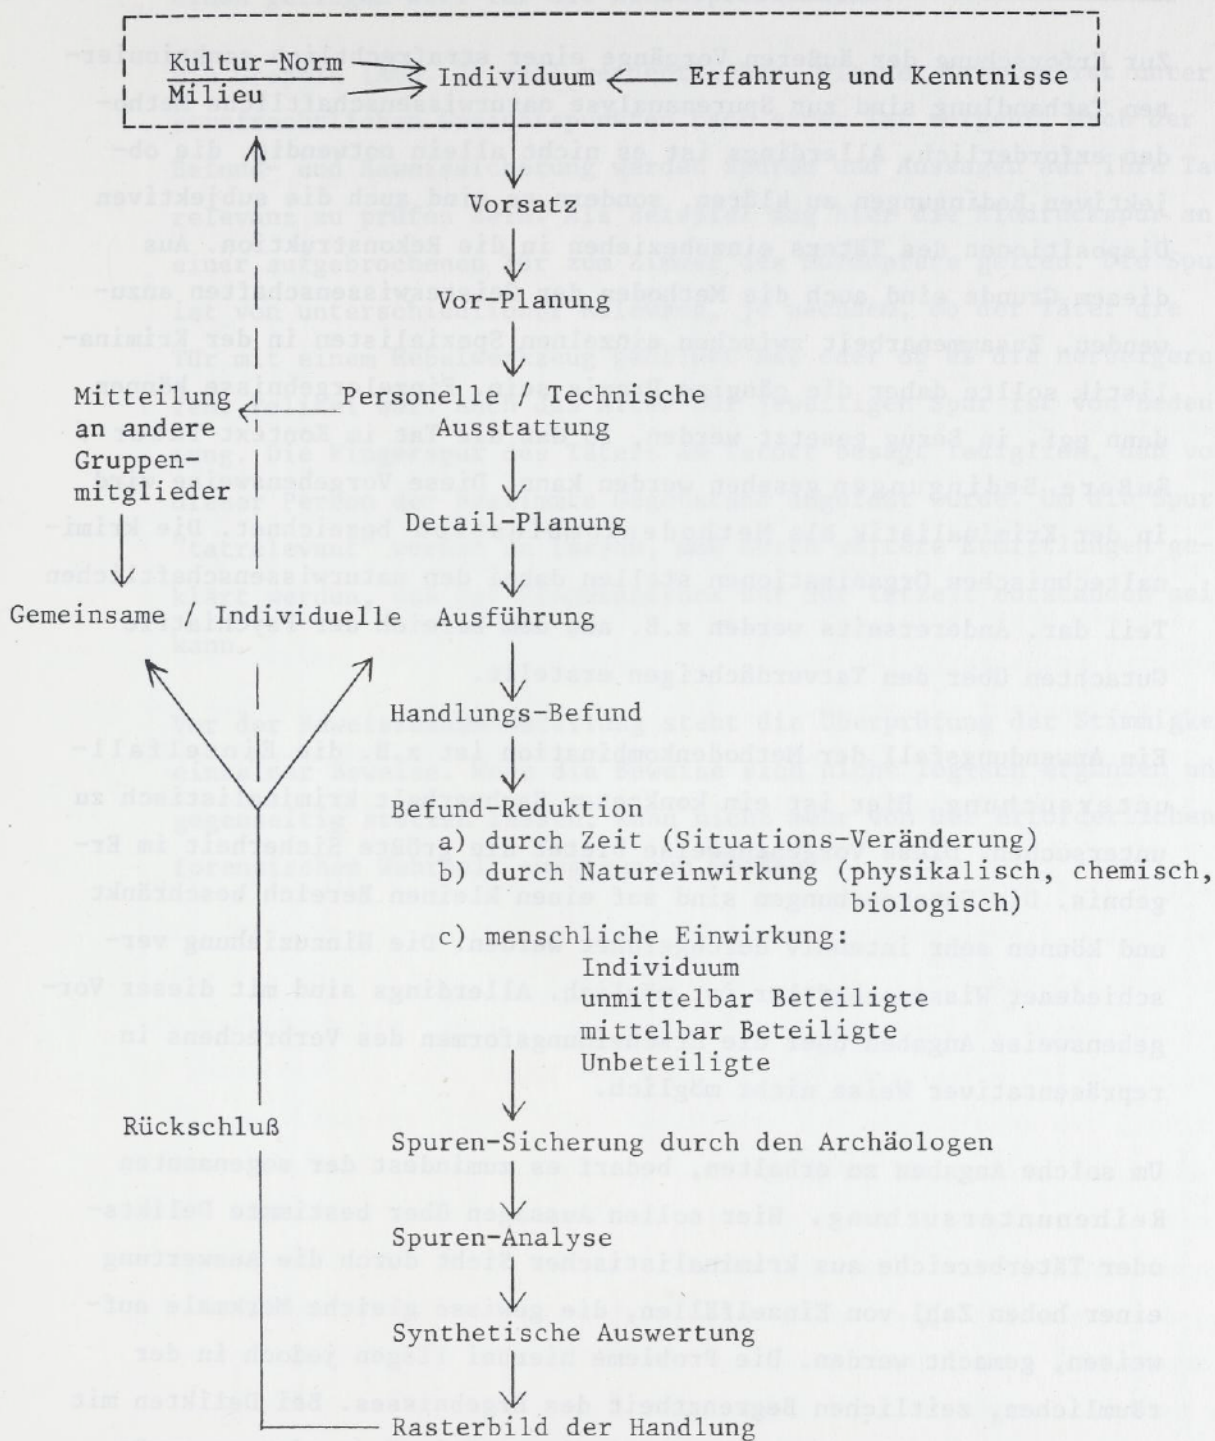 Kultur-Norm
Milieu
Individuum
Erfahrung und Kenntnisse
Vorsatz
Vor-Planung
Mitteilung
an andere
Gruppen-
mitglieder
Personelle / Technische
Ausstattung
Detail-Planung
Gemeinsame / Individuelle Ausführung
Handlungs-Befund
Befund-Reduktion
a) durch Zeit (Situations-Veränderung)
b) durch Natureinwirkung (physikalisch, chemisch,
biologisch)
c) menschliche Einwirkung:
Individuum
unmittelbar Beteiligte
mittelbar Beteiligte
Unbeteiligte
Rückschluß
Spuren-Sicherung durch den Archäologen
Spuren-Analyse
Synthetische Auswertung
Rasterbild der Handlung